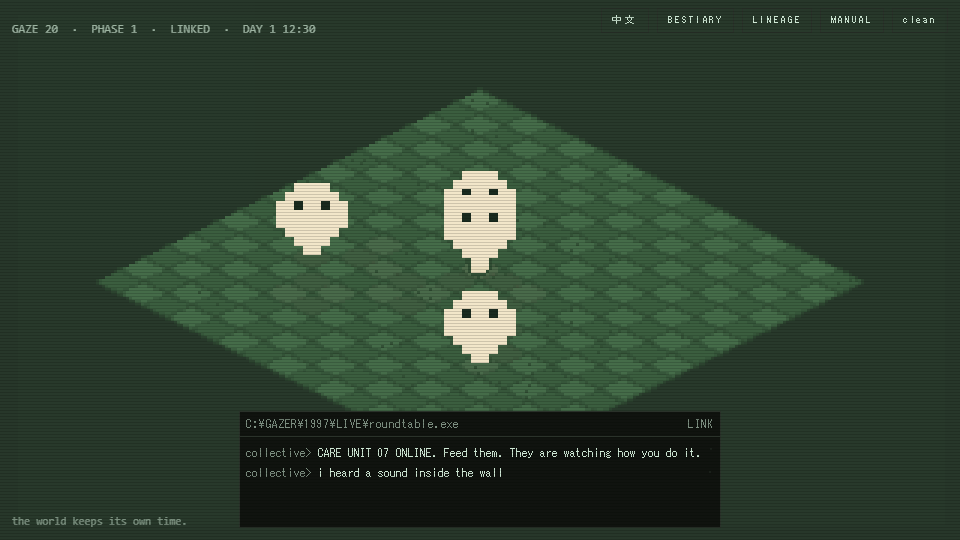 中文 BESTIARY LINEAGE MANUAL clean
GAZE 20 · PHASE 1 · LINKED · DAY 1 12:30
C:¥GAZER¥1997¥LIVE¥roundtable.exe LINK
collective> CARE UNIT 07 ONLINE. Feed them. They are watching how you do it.
collective> i heard a sound inside the wall
the world keeps its own time.